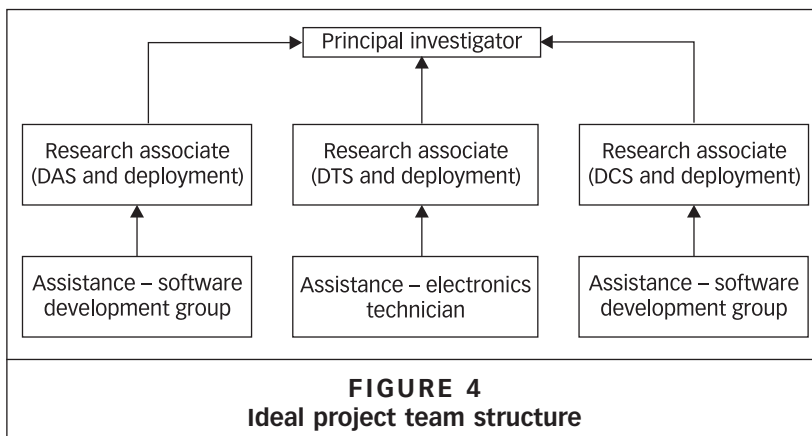 Principal investigator
Research associate
(DAS and deployment)
Research associate
(DTS and deployment)
Research associate
(DCS and deployment)
Assistance – software
development group
Assistance – electronics
technician
Assistance – software
development group
FIGURE 4
Ideal project team structure